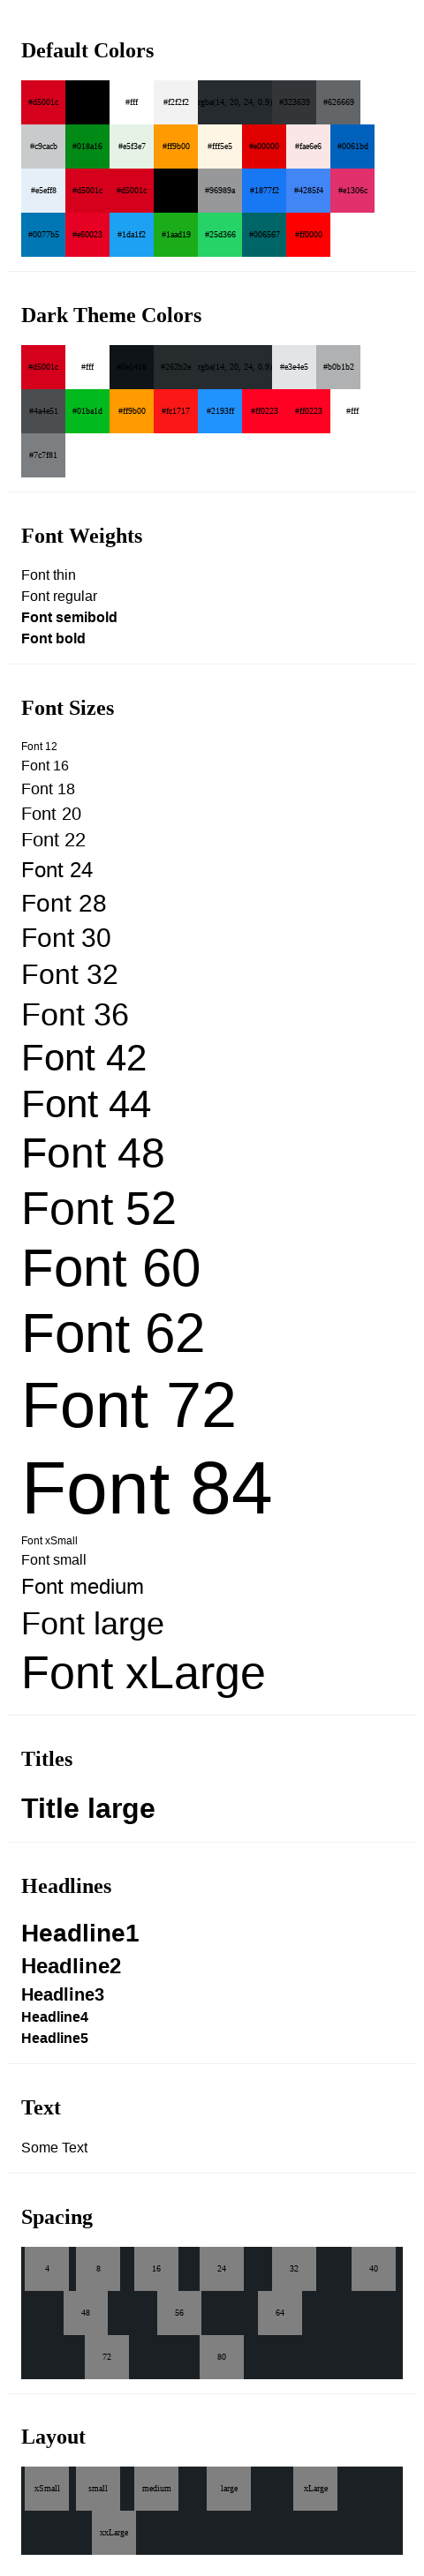 Default Colors
#d5001c #fff #f2f2f2 rgba(14, 20, 24, 0.9) #323639 #626669
#c9cacb #018a16 #e5f3e7 #ff9b00 #fff5e5 #e00000 #fae6e6 #0061bd
#e5eff8 #d5001c #d5001c #96989a #1877f2 #4285f4 #e1306c
#0077b5 #e60023 #1da1f2 #1aad19 #25d366 #006567 #ff0000
Dark Theme Colors
#d5001c #fff #0e1418 #262b2e rgba(14, 20, 24, 0.9) #e3e4e5 #b0b1b2
#4a4e51 #01ba1d #ff9b00 #fc1717 #2193ff #ff0223 #ff0223 #fff
#7c7f81
Font Weights
Font thin
Font regular
Font semibold
Font bold
Font Sizes
Font 12
Font 16
Font 18
Font 20
Font 22
Font 24
Font 28
Font 30
Font 32
Font 36
Font 42
Font 44
Font 48
Font 52
Font 60
Font 62
Font 72
Font 84
Font xSmall
Font small
Font medium
Font large
Font xLarge
Titles
Title large
Headlines
Headline1
Headline2
Headline3
Headline4
Headline5
Text
Some Text
Spacing
4 8 16 24 32 40
48 56 64
72 80
Layout
xSmall small medium large xLarge
xxLarge